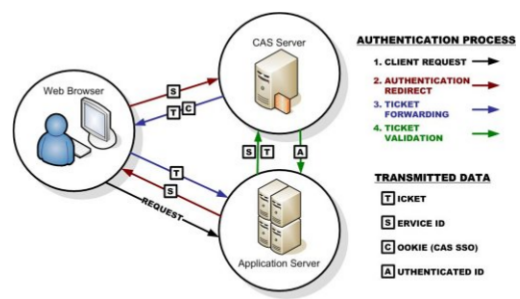 CAS Server
Web Browser
Application Server
S
T C
S T
A
T
S
REQUEST
AUTHENTICATION PROCESS
1. CLIENT REQUEST
2. AUTHENTICATION
REDIRECT
3. TICKET
FORWARDING
4. TICKET
VALIDATION
TRANSMITTED DATA
T ICKET
S ERVICE ID
C OOKIE (CAS SSO)
A UTHENTICATED ID